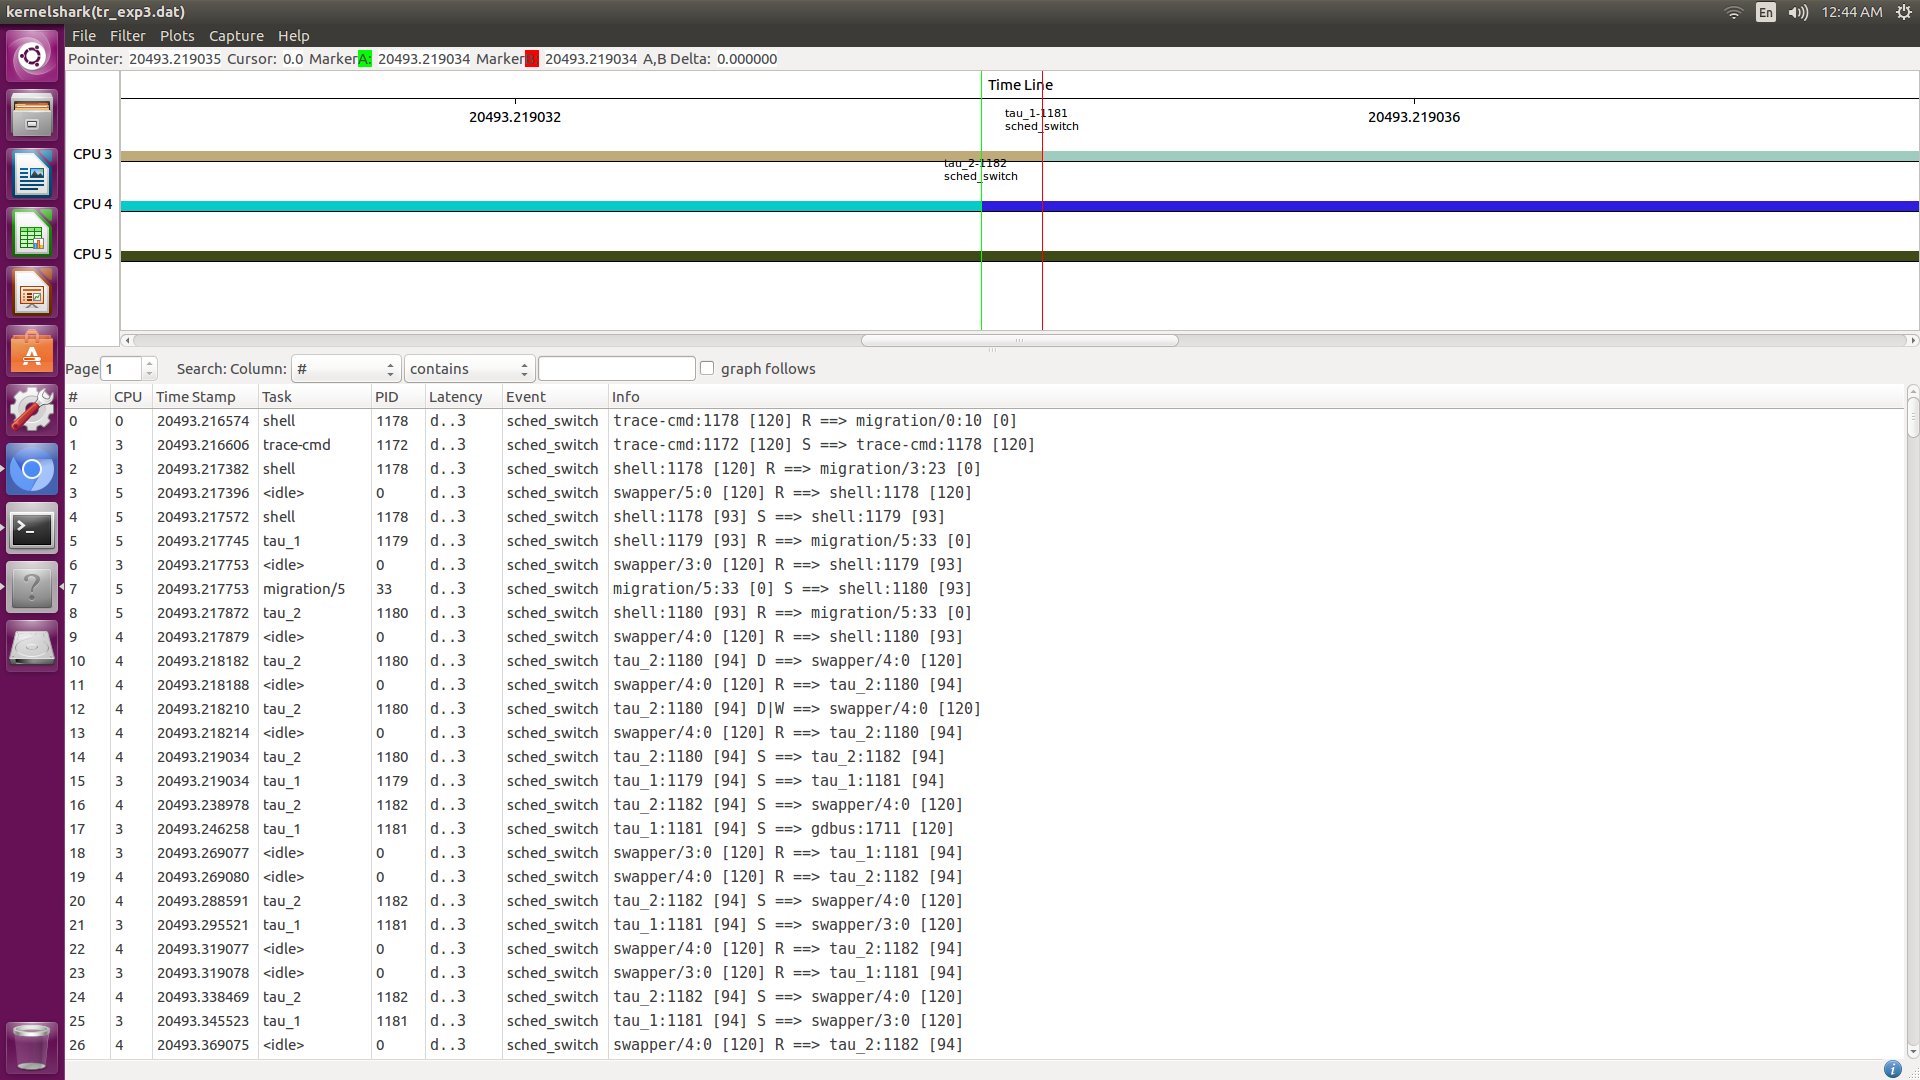 kernelshark(tr_exp3.dat)
En 12:44 AM
File Filter Plots Capture Help
Pointer: 20493.219035 Cursor: 0.0 Marker A: 20493.219034 Marker B: 20493.219034 A,B Delta: 0.000000
Time Line
20493.219032 20493.219036
tau_1-1181
sched_switch
CPU 3
tau_2-1182
sched_switch
CPU 4
CPU 5
Page 1 Search: Column: # contains graph follows
# CPU Time Stamp Task PID Latency Event Info
0 0 20493.216574 shell 1178 d..3 sched_switch trace-cmd:1178 [120] R ==> migration/0:10 [0]
1 3 20493.216606 trace-cmd 1172 d..3 sched_switch trace-cmd:1172 [120] S ==> trace-cmd:1178 [120]
2 3 20493.217382 shell 1178 d..3 sched_switch shell:1178 [120] R ==> migration/3:23 [0]
3 5 20493.217396 <idle> 0 d..3 sched_switch swapper/5:0 [120] R ==> shell:1178 [120]
4 5 20493.217572 shell 1178 d..3 sched_switch shell:1178 [93] S ==> shell:1179 [93]
5 5 20493.217745 tau_1 1179 d..3 sched_switch shell:1179 [93] R ==> migration/5:33 [0]
6 3 20493.217753 <idle> 0 d..3 sched_switch swapper/3:0 [120] R ==> shell:1179 [93]
7 5 20493.217753 migration/5 33 d..3 sched_switch migration/5:33 [0] S ==> shell:1180 [93]
8 5 20493.217872 tau_2 1180 d..3 sched_switch shell:1180 [93] R ==> migration/5:33 [0]
9 4 20493.217879 <idle> 0 d..3 sched_switch swapper/4:0 [120] R ==> shell:1180 [93]
10 4 20493.218182 tau_2 1180 d..3 sched_switch tau_2:1180 [94] D ==> swapper/4:0 [120]
11 4 20493.218188 <idle> 0 d..3 sched_switch swapper/4:0 [120] R ==> tau_2:1180 [94]
12 4 20493.218210 tau_2 1180 d..3 sched_switch tau_2:1180 [94] D|W ==> swapper/4:0 [120]
13 4 20493.218214 <idle> 0 d..3 sched_switch swapper/4:0 [120] R ==> tau_2:1180 [94]
14 4 20493.219034 tau_2 1180 d..3 sched_switch tau_2:1180 [94] S ==> tau_2:1182 [94]
15 3 20493.219034 tau_1 1179 d..3 sched_switch tau_1:1179 [94] S ==> tau_1:1181 [94]
16 4 20493.238978 tau_2 1182 d..3 sched_switch tau_2:1182 [94] S ==> swapper/4:0 [120]
17 3 20493.246258 tau_1 1181 d..3 sched_switch tau_1:1181 [94] S ==> gdbus:1711 [120]
18 3 20493.269077 <idle> 0 d..3 sched_switch swapper/3:0 [120] R ==> tau_1:1181 [94]
19 4 20493.269080 <idle> 0 d..3 sched_switch swapper/4:0 [120] R ==> tau_2:1182 [94]
20 4 20493.288591 tau_2 1182 d..3 sched_switch tau_2:1182 [94] S ==> swapper/4:0 [120]
21 3 20493.295521 tau_1 1181 d..3 sched_switch tau_1:1181 [94] S ==> swapper/3:0 [120]
22 4 20493.319077 <idle> 0 d..3 sched_switch swapper/4:0 [120] R ==> tau_2:1182 [94]
23 3 20493.319078 <idle> 0 d..3 sched_switch swapper/3:0 [120] R ==> tau_1:1181 [94]
24 4 20493.338469 tau_2 1182 d..3 sched_switch tau_2:1182 [94] S ==> swapper/4:0 [120]
25 3 20493.345523 tau_1 1181 d..3 sched_switch tau_1:1181 [94] S ==> swapper/3:0 [120]
26 4 20493.369075 <idle> 0 d..3 sched_switch swapper/4:0 [120] R ==> tau_2:1182 [94]